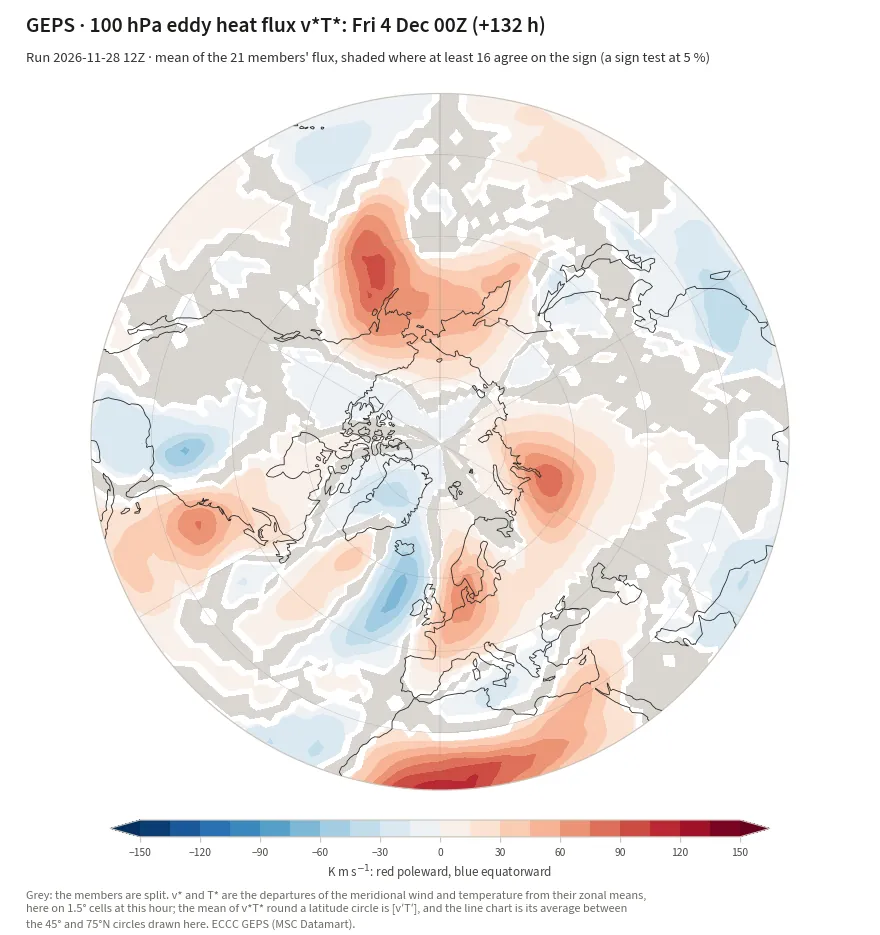 GEPS · 100 hPa eddy heat flux v*T*: Fri 4 Dec 00Z (+132 h)
Run 2026-11-28 12Z · mean of the 21 members' flux, shaded where at least 16 agree on the sign (a sign test at 5 %)
−150 −120 −90 −60 −30 0 30 60 90 120 150
K m s⁻¹: red poleward, blue equatorward
Grey: the members are split. v* and T* are the departures of the meridional wind and temperature from their zonal means,
here on 1.5° cells at this hour; the mean of v*T* round a latitude circle is [v'T'], and the line chart is its average between
the 45° and 75°N circles drawn here. ECCC GEPS (MSC Datamart).